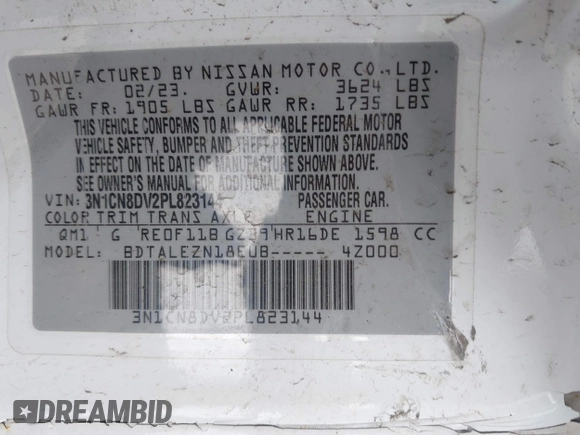 MANUFACTURED BY NISSAN MOTOR CO., LTD.
DATE: 02/23. GVWR: 3624 LBS
GAWR FR: 1905 LBS GAWR RR: 1735 LBS
THIS VEHICLE CONFORMS TO ALL APPLICABLE FEDERAL MOTOR
VEHICLE SAFETY, BUMPER, AND THEFT PREVENTION STANDARDS
IN EFFECT ON THE DATE OF MANUFACTURE SHOWN ABOVE.
SEE OWNER'S MANUAL FOR ADDITIONAL INFORMATION.
VIN: 3N1CN8DV2PL823144 PASSENGER CAR.
COLOR TRIM TRANS AXLE ENGINE
QM1 G RE0F11B GZ39 HR16DE 1598 CC
MODEL: BDTALEZN18EUB----- 4Z000
3N1CN8DV2PL823144
DREAMBID